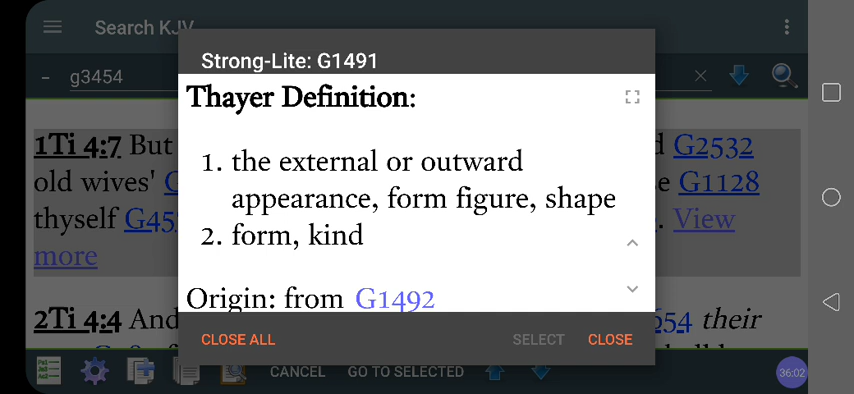 Search KJV
Strong-Lite: G1491
g3454
Thayer Definition:
1. the external or outward
appearance, form figure, shape
2. form, kind
Origin: from G1492
1Ti 4:7 But
G2532
old wives'
G1128
thyself
View
more
2Ti 4:4 And
their
CLOSE ALL
SELECT
CLOSE
CANCEL
GO TO SELECTED
36:02